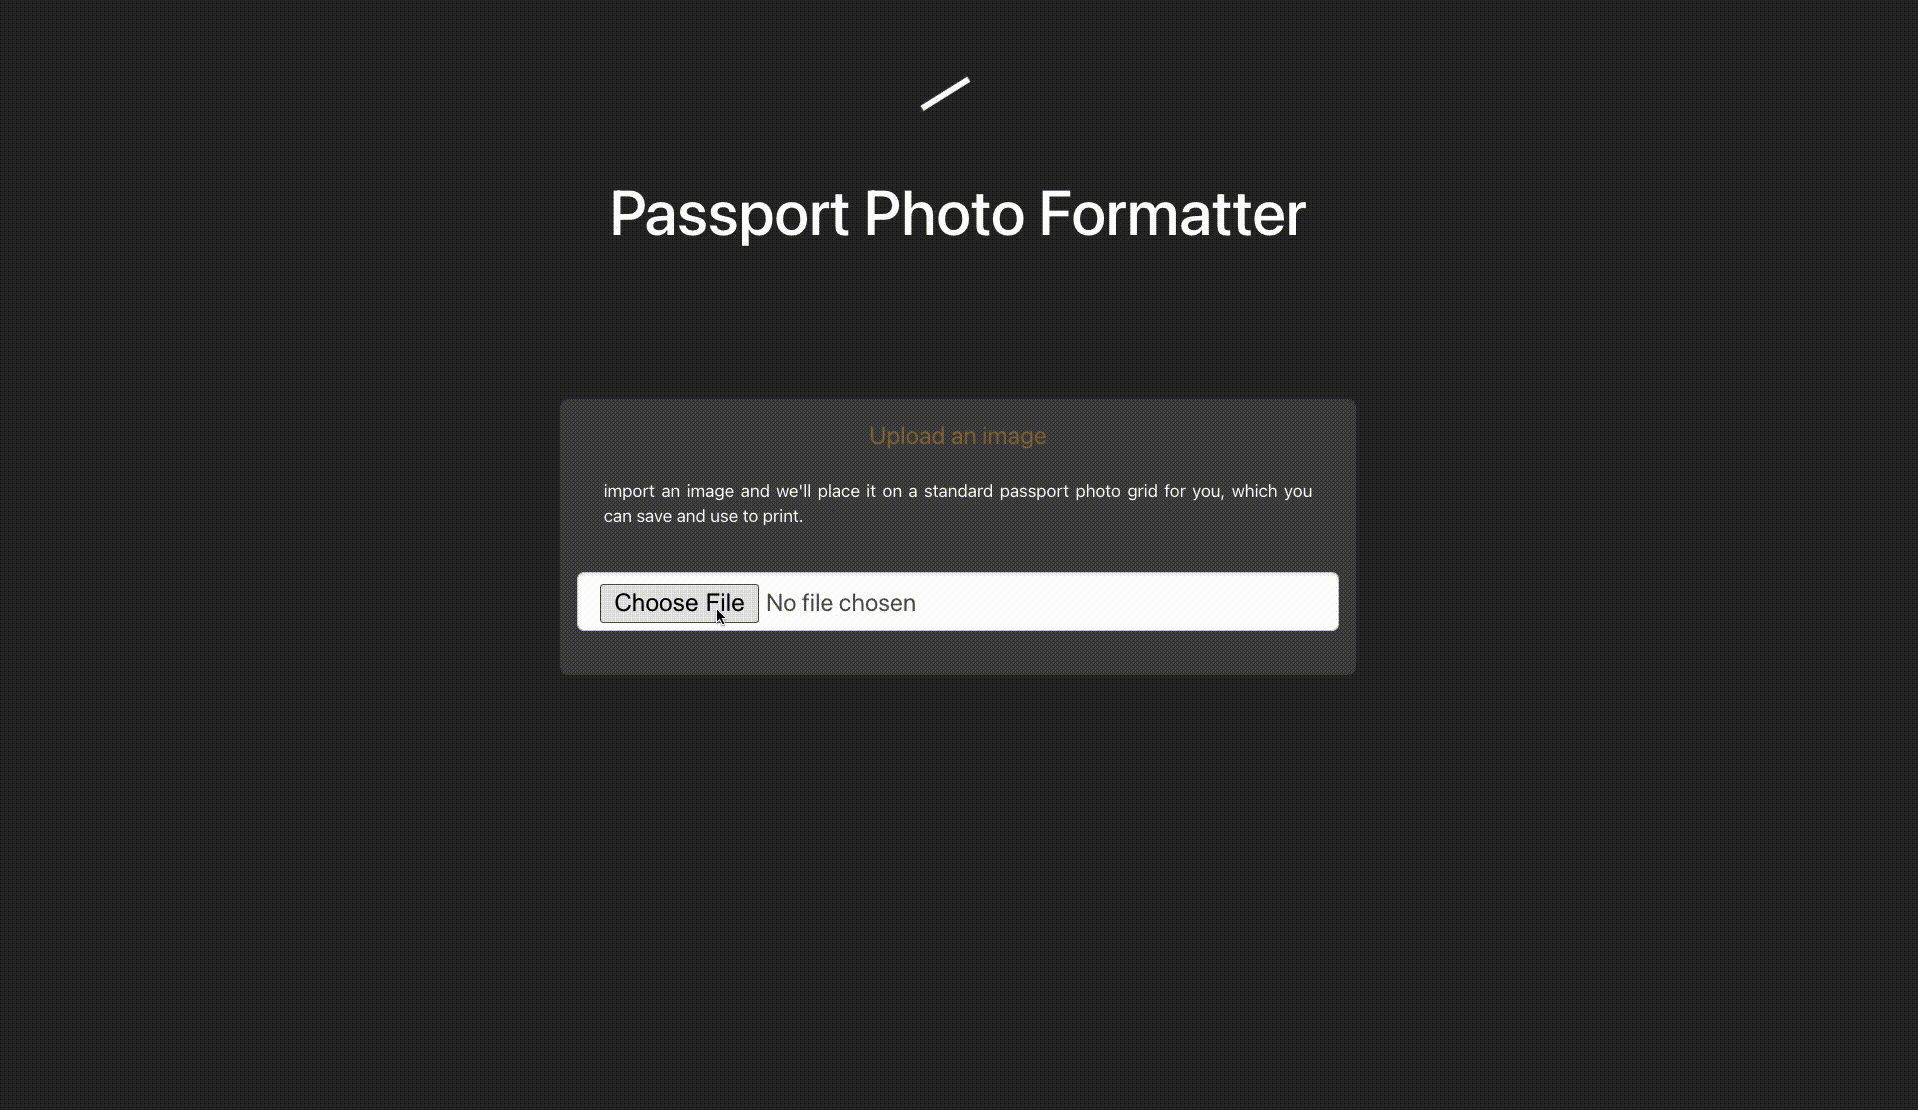 Passport Photo Formatter
Upload an image
import an image and we'll place it on a standard passport photo grid for you, which you
can save and use to print.
Choose File No file chosen